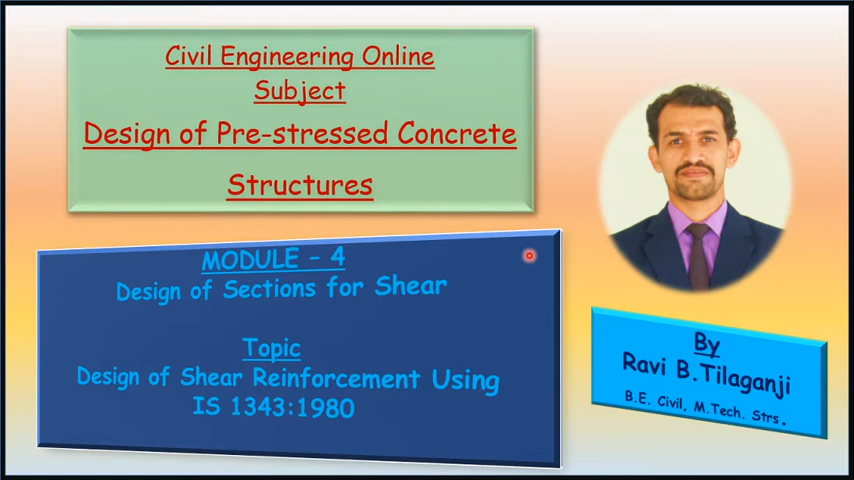 Civil Engineering Online
Subject
Design of Pre-stressed Concrete
Structures
MODULE - 4
Design of Sections for Shear
Topic
Design of Shear Reinforcement Using
IS 1343:1980
By
Ravi B.Tilaganji
B.E. Civil, M.Tech. Strs.